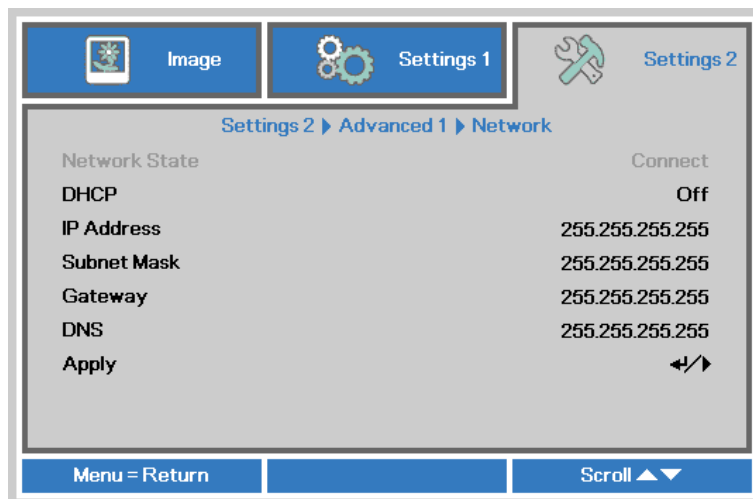 Image Settings 1 Settings 2
Settings 2 ▶ Advanced 1 ▶ Network
Network State Connect
DHCP Off
IP Address 255.255.255.255
Subnet Mask 255.255.255.255
Gateway 255.255.255.255
DNS 255.255.255.255
Apply ↵/▶
Menu = Return Scroll ▲▼